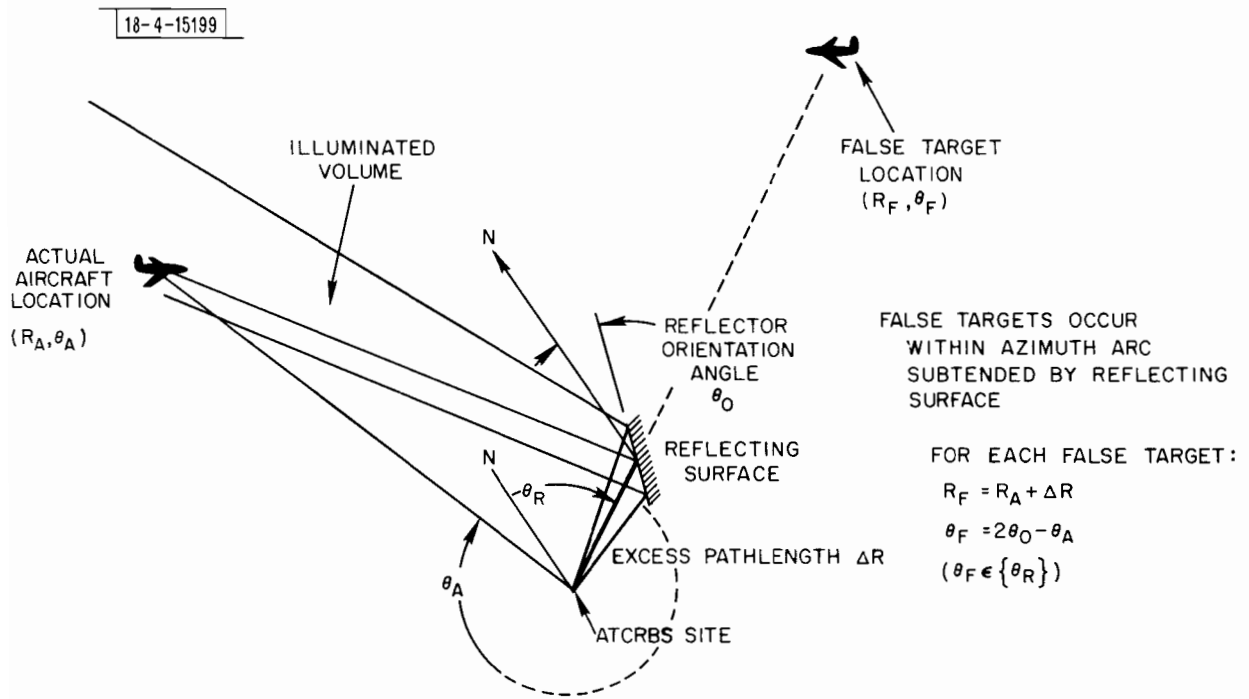 18-4-15199
ILLUMINATED
VOLUME
FALSE TARGET
LOCATION
(R_F, θ_F)
ACTUAL
AIRCRAFT
LOCATION
(R_A, θ_A)
N
REFLECTOR
ORIENTATION
ANGLE
θ_O
FALSE TARGETS OCCUR
WITHIN AZIMUTH ARC
SUBTENDED BY REFLECTING
SURFACE
N
θ_R
REFLECTING
SURFACE
FOR EACH FALSE TARGET:
R_F = R_A + ΔR
θ_F = 2θ_O - θ_A
(θ_F ϵ {θ_R})
EXCESS PATHLENGTH ΔR
θ_A
ATCRBS SITE